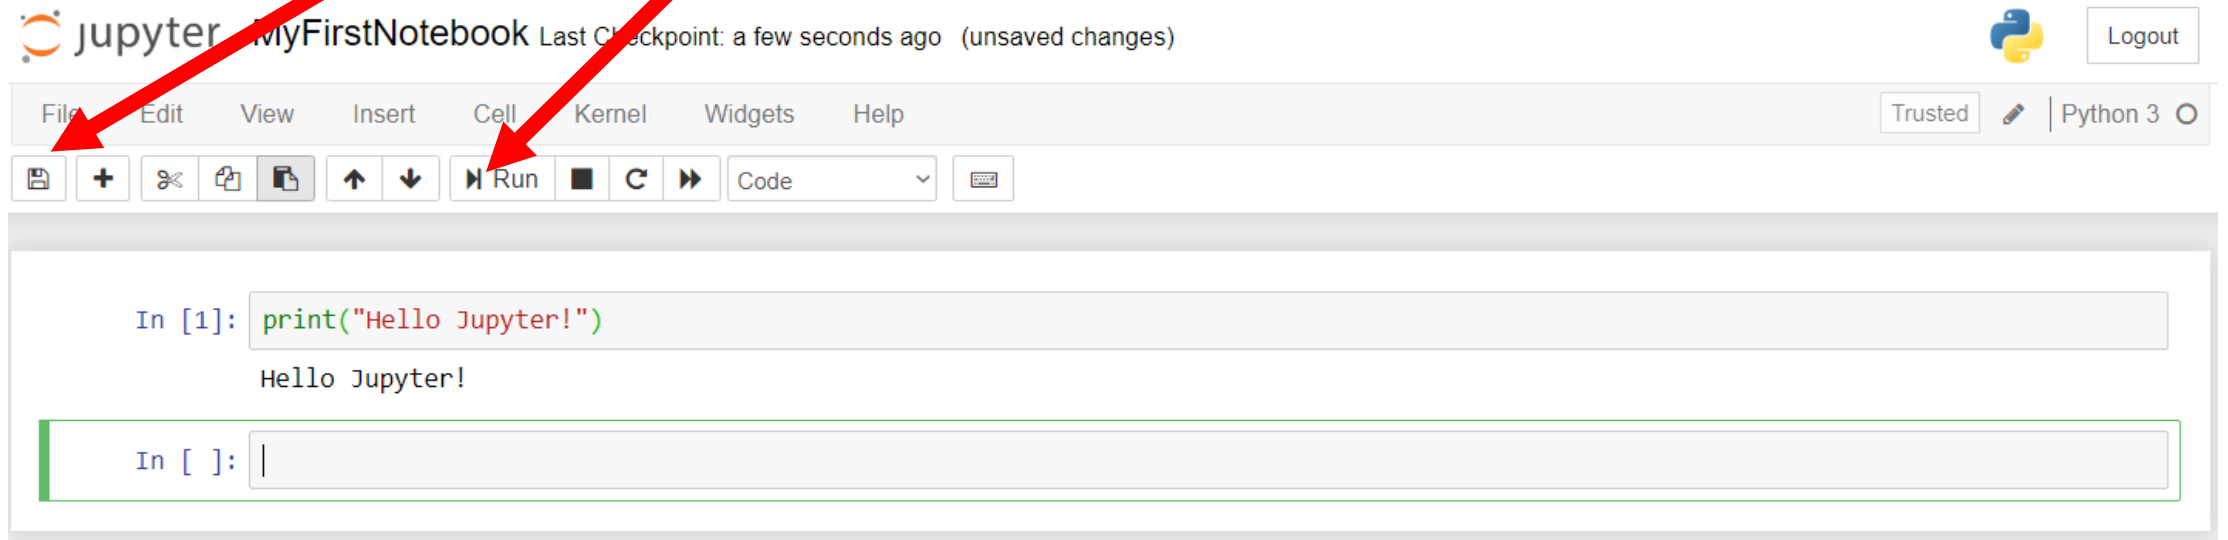 jupyter MyFirstNotebook Last Checkpoint: a few seconds ago (unsaved changes) Logout
File Edit View Insert Cell Kernel Widgets Help Trusted Python 3
Run Code
In [1]: print("Hello Jupyter!")
Hello Jupyter!
In [ ]: